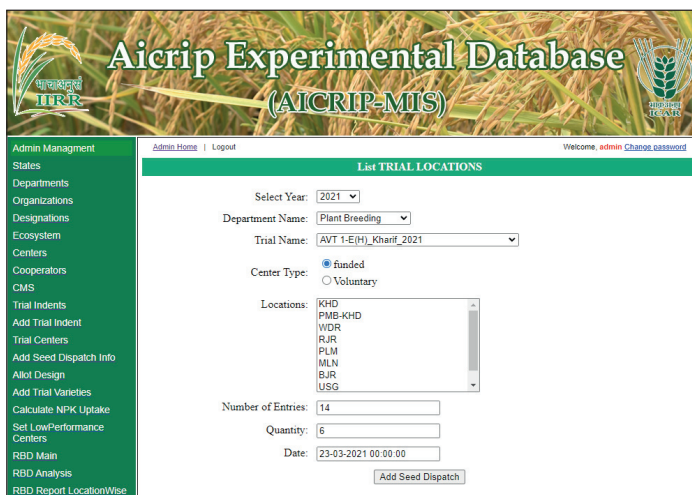 Aicrip Experimental Database
(AICRIP-MIS)
भाचाअनुसं
IIRR
भाकृअनुप
ICAR
Admin Managment
States
Departments
Organizations
Designations
Ecosystem
Centers
Cooperators
CMS
Trial Indents
Add Trial Indent
Trial Centers
Add Seed Dispatch Info
Allot Design
Add Trial Varieties
Calculate NPK Uptake
Set LowPerformance
Centers
RBD Main
RBD Analysis
RBD Report LocationWise
Admin Home | Logout
Welcome, admin Change password
List TRIAL LOCATIONS
Select Year: 2021
Department Name: Plant Breeding
Trial Name: AVT 1-E(H)_Kharif_2021
Center Type: funded
Voluntary
Locations: KHD
PMB-KHD
WDR
RJR
PLM
MLN
BJR
USG
Number of Entries: 14
Quantity: 6
Date: 23-03-2021 00:00:00
Add Seed Dispatch